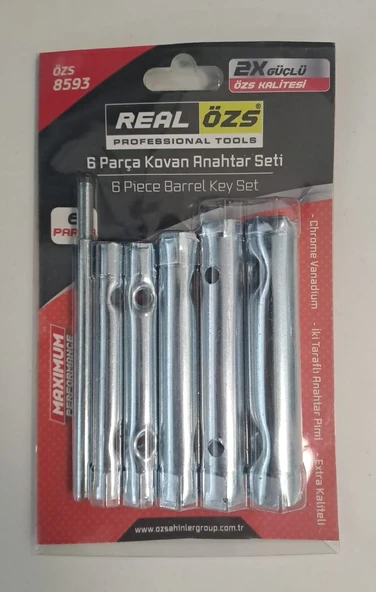 ÖZS
8593
2X GÜÇLÜ
ÖZS KALİTESİ
REAL ÖZS®
PROFESSIONAL TOOLS
6 Parça Kovan Anahtar Seti
6 Piece Barrel Key Set
6
MAXIMUM
PERFORMANCE
- Chrome Vanadium
- İki Taraflı Anahtar Pimi
- Extra Kaliteli -
www.ozsahinlergroup.com.tr